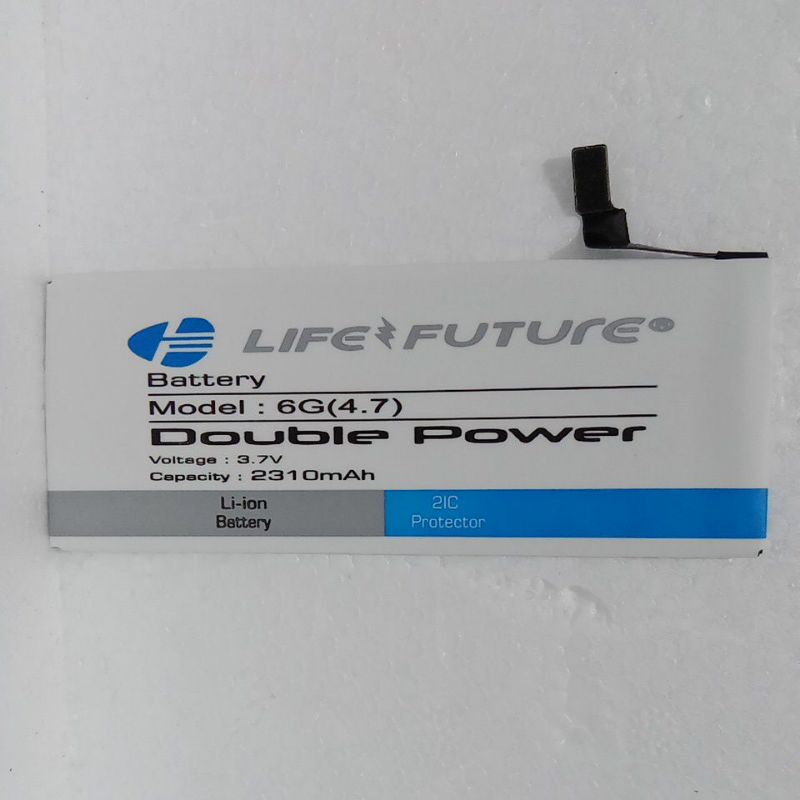 LIFE FUTURE®
Battery
Model : 6G(4.7)
Double Power
Voltage : 3.7V
Capacity : 2310mAh
Li-ion
Battery
2IC
Protector